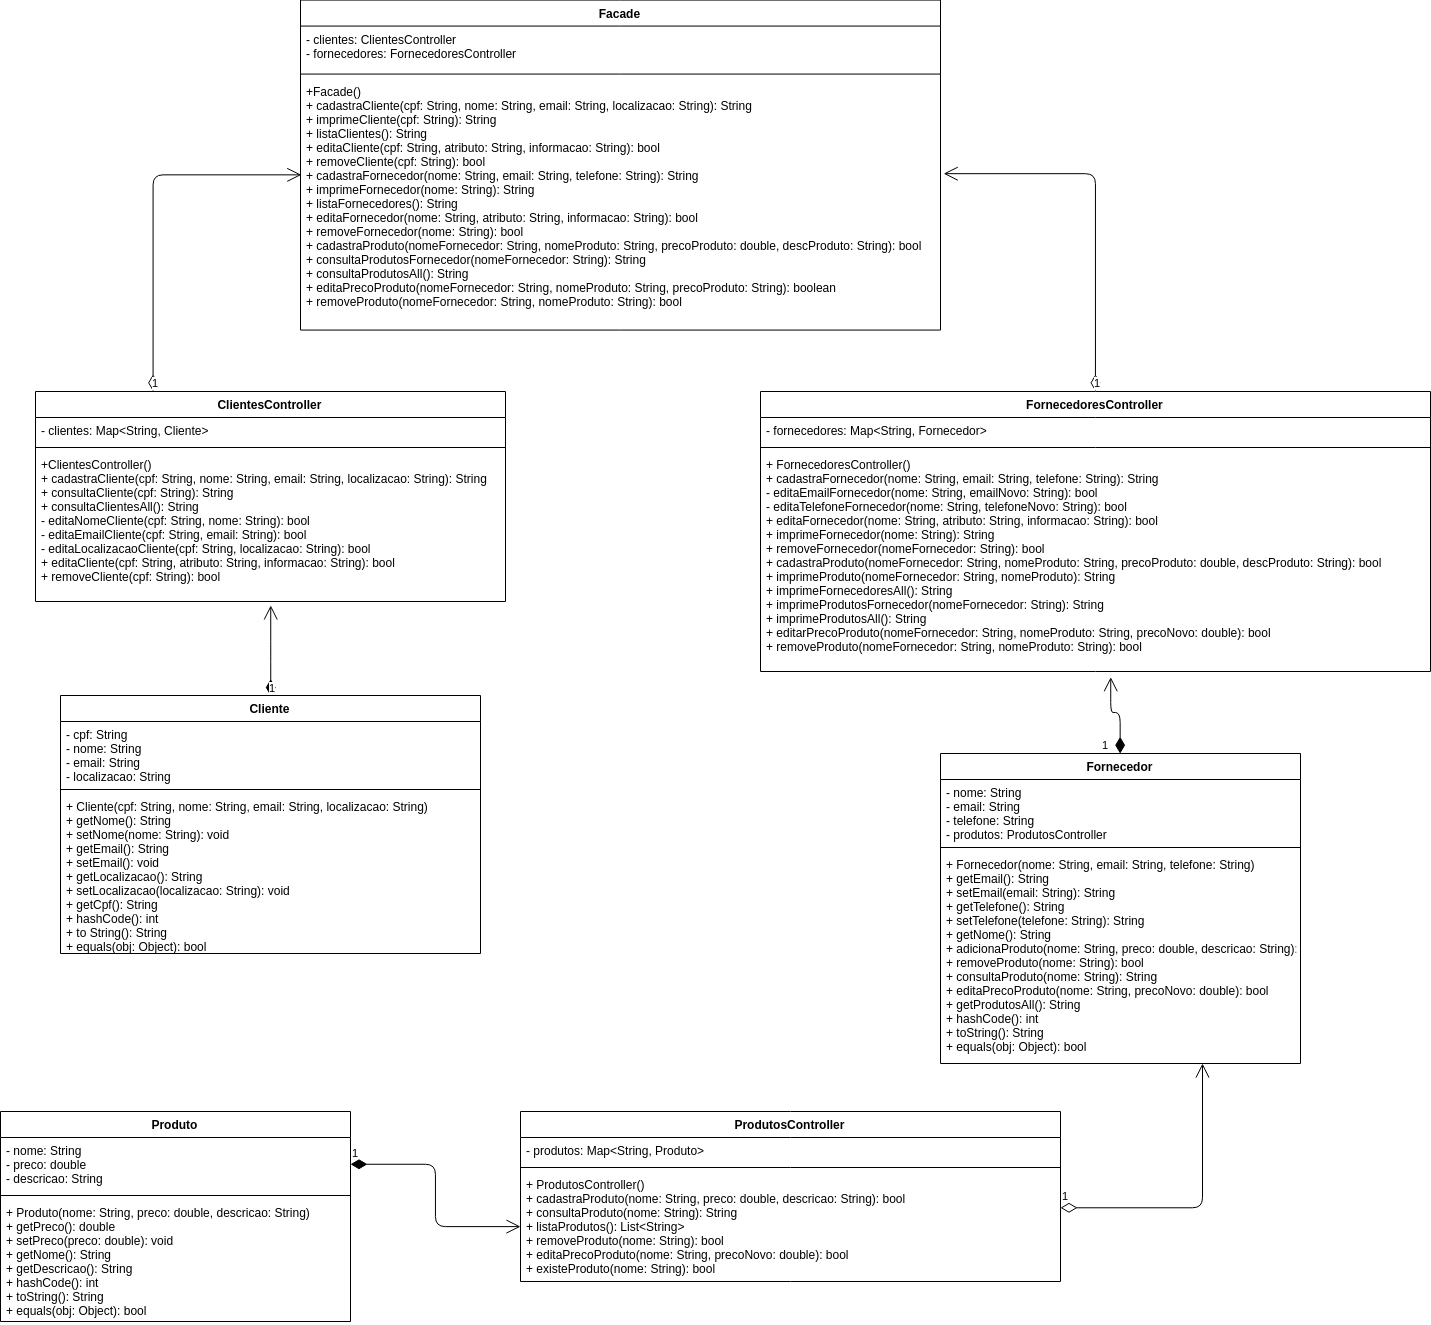 Facade
- clientes: ClientesController
- fornecedores: FornecedoresController
+Facade()
+ cadastraCliente(cpf: String, nome: String, email: String, localizacao: String): String
+ imprimeCliente(cpf: String): String
+ listaClientes(): String
+ editaCliente(cpf: String, atributo: String, informacao: String): bool
+ removeCliente(cpf: String): bool
+ cadastraFornecedor(nome: String, email: String, telefone: String): String
+ imprimeFornecedor(nome: String): String
+ listaFornecedores(): String
+ editaFornecedor(nome: String, atributo: String, informacao: String): bool
+ removeFornecedor(nome: String): bool
+ cadastraProduto(nomeFornecedor: String, nomeProduto: String, precoProduto: double, descProduto: String): bool
+ consultaProdutosFornecedor(nomeFornecedor: String): String
+ consultaProdutosAll(): String
+ editaPrecoProduto(nomeFornecedor: String, nomeProduto: String, precoProduto: String): boolean
+ removeProduto(nomeFornecedor: String, nomeProduto: String): bool
1
ClientesController
- clientes: Map<String, Cliente>
+ClientesController()
+ cadastraCliente(cpf: String, nome: String, email: String, localizacao: String): String
+ consultaCliente(cpf: String): String
+ consultaClientesAll(): String
- editaNomeCliente(cpf: String, nome: String): bool
- editaEmailCliente(cpf: String, email: String): bool
- editaLocalizacaoCliente(cpf: String, localizacao: String): bool
+ editaCliente(cpf: String, atributo: String, informacao: String): bool
+ removeCliente(cpf: String): bool
1
FornecedoresController
- fornecedores: Map<String, Fornecedor>
+ FornecedoresController()
+ cadastraFornecedor(nome: String, email: String, telefone: String): String
- editaEmailFornecedor(nome: String, emailNovo: String): bool
- editaTelefoneFornecedor(nome: String, telefoneNovo: String): bool
+ editaFornecedor(nome: String, atributo: String, informacao: String): bool
+ imprimeFornecedor(nome: String): String
+ removeFornecedor(nomeFornecedor: String): bool
+ cadastraProduto(nomeFornecedor: String, nomeProduto: String, precoProduto: double, descProduto: String): bool
+ imprimeProduto(nomeFornecedor: String, nomeProduto): String
+ imprimeFornecedoresAll(): String
+ imprimeProdutosFornecedor(nomeFornecedor: String): String
+ imprimeProdutosAll(): String
+ editarPrecoProduto(nomeFornecedor: String, nomeProduto: String, precoNovo: double): bool
+ removeProduto(nomeFornecedor: String, nomeProduto: String): bool
1
Cliente
- cpf: String
- nome: String
- email: String
- localizacao: String
+ Cliente(cpf: String, nome: String, email: String, localizacao: String)
+ getNome(): String
+ setNome(nome: String): void
+ getEmail(): String
+ setEmail(): void
+ getLocalizacao(): String
+ setLocalizacao(localizacao: String): void
+ getCpf(): String
+ hashCode(): int
+ to String(): String
+ equals(obj: Object): bool
1
Fornecedor
- nome: String
- email: String
- telefone: String
- produtos: ProdutosController
+ Fornecedor(nome: String, email: String, telefone: String)
+ getEmail(): String
+ setEmail(email: String): String
+ getTelefone(): String
+ setTelefone(telefone: String): String
+ getNome(): String
+ adicionaProduto(nome: String, preco: double, descricao: String):
+ removeProduto(nome: String): bool
+ consultaProduto(nome: String): String
+ editaPrecoProduto(nome: String, precoNovo: double): bool
+ getProdutosAll(): String
+ hashCode(): int
+ toString(): String
+ equals(obj: Object): bool
Produto
- nome: String
- preco: double
- descricao: String
+ Produto(nome: String, preco: double, descricao: String)
+ getPreco(): double
+ setPreco(preco: double): void
+ getNome(): String
+ getDescricao(): String
+ hashCode(): int
+ toString(): String
+ equals(obj: Object): bool
1
ProdutosController
- produtos: Map<String, Produto>
+ ProdutosController()
+ cadastraProduto(nome: String, preco: double, descricao: String): bool
+ consultaProduto(nome: String): String
+ listaProdutos(): List<String>
+ removeProduto(nome: String): bool
+ editaPrecoProduto(nome: String, precoNovo: double): bool
+ existeProduto(nome: String): bool
1